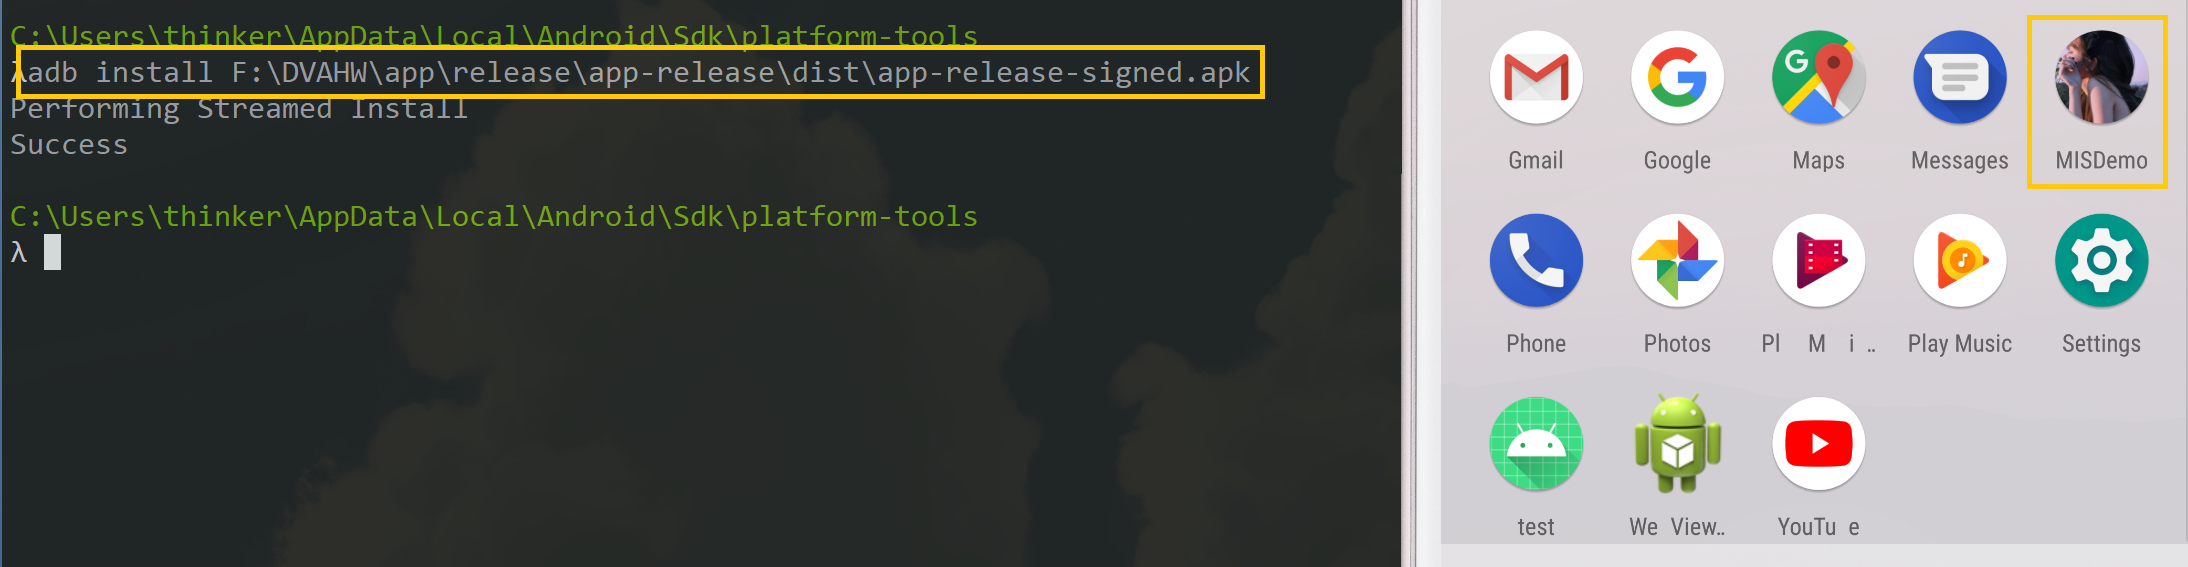 C:\Users\thinker\AppData\Local\Android\Sdk\platform-tools
λadb install F:\DVAHW\app\release\app-release\dist\app-release-signed.apk
Performing Streamed Install
Success
C:\Users\thinker\AppData\Local\Android\Sdk\platform-tools
λ
Gmail Google Maps Messages MISDemo
Phone Photos Pl M i .. Play Music Settings
test We View.. YouTu e